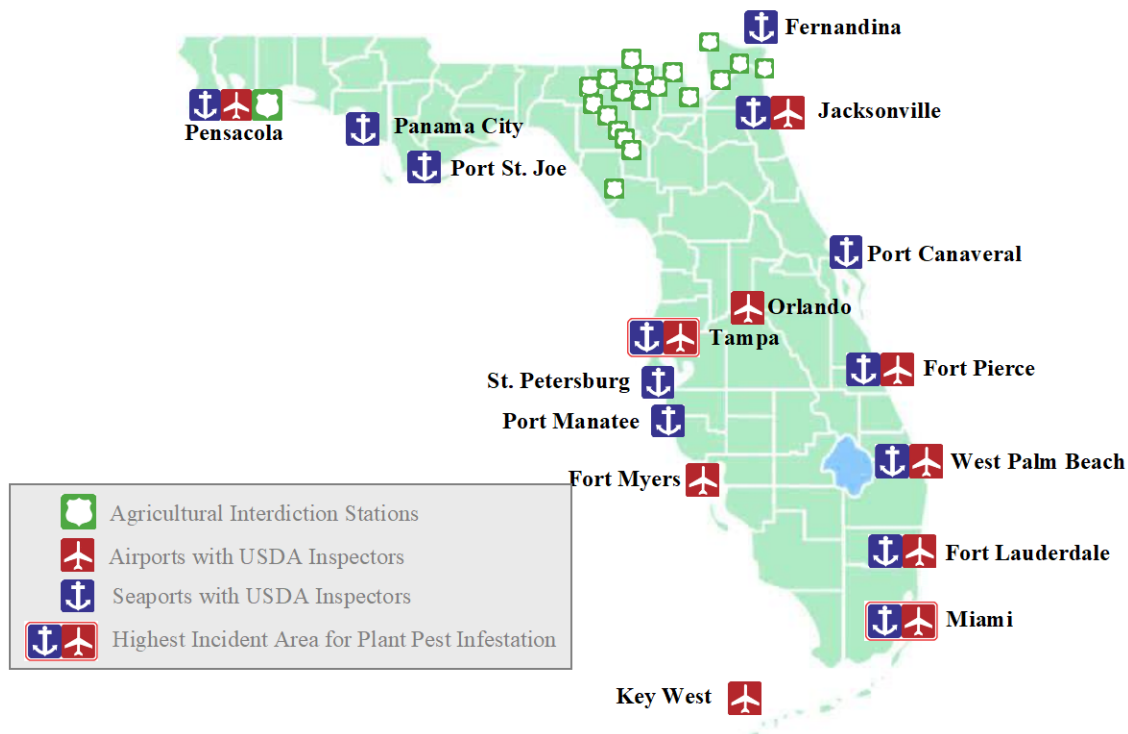 Fernandina
Jacksonville
Pensacola
Panama City
Port St. Joe
Port Canaveral
Orlando
Tampa
Fort Pierce
St. Petersburg
Port Manatee
West Palm Beach
Fort Myers
Agricultural Interdiction Stations
Airports with USDA Inspectors
Seaports with USDA Inspectors
Highest Incident Area for Plant Pest Infestation
Fort Lauderdale
Miami
Key West